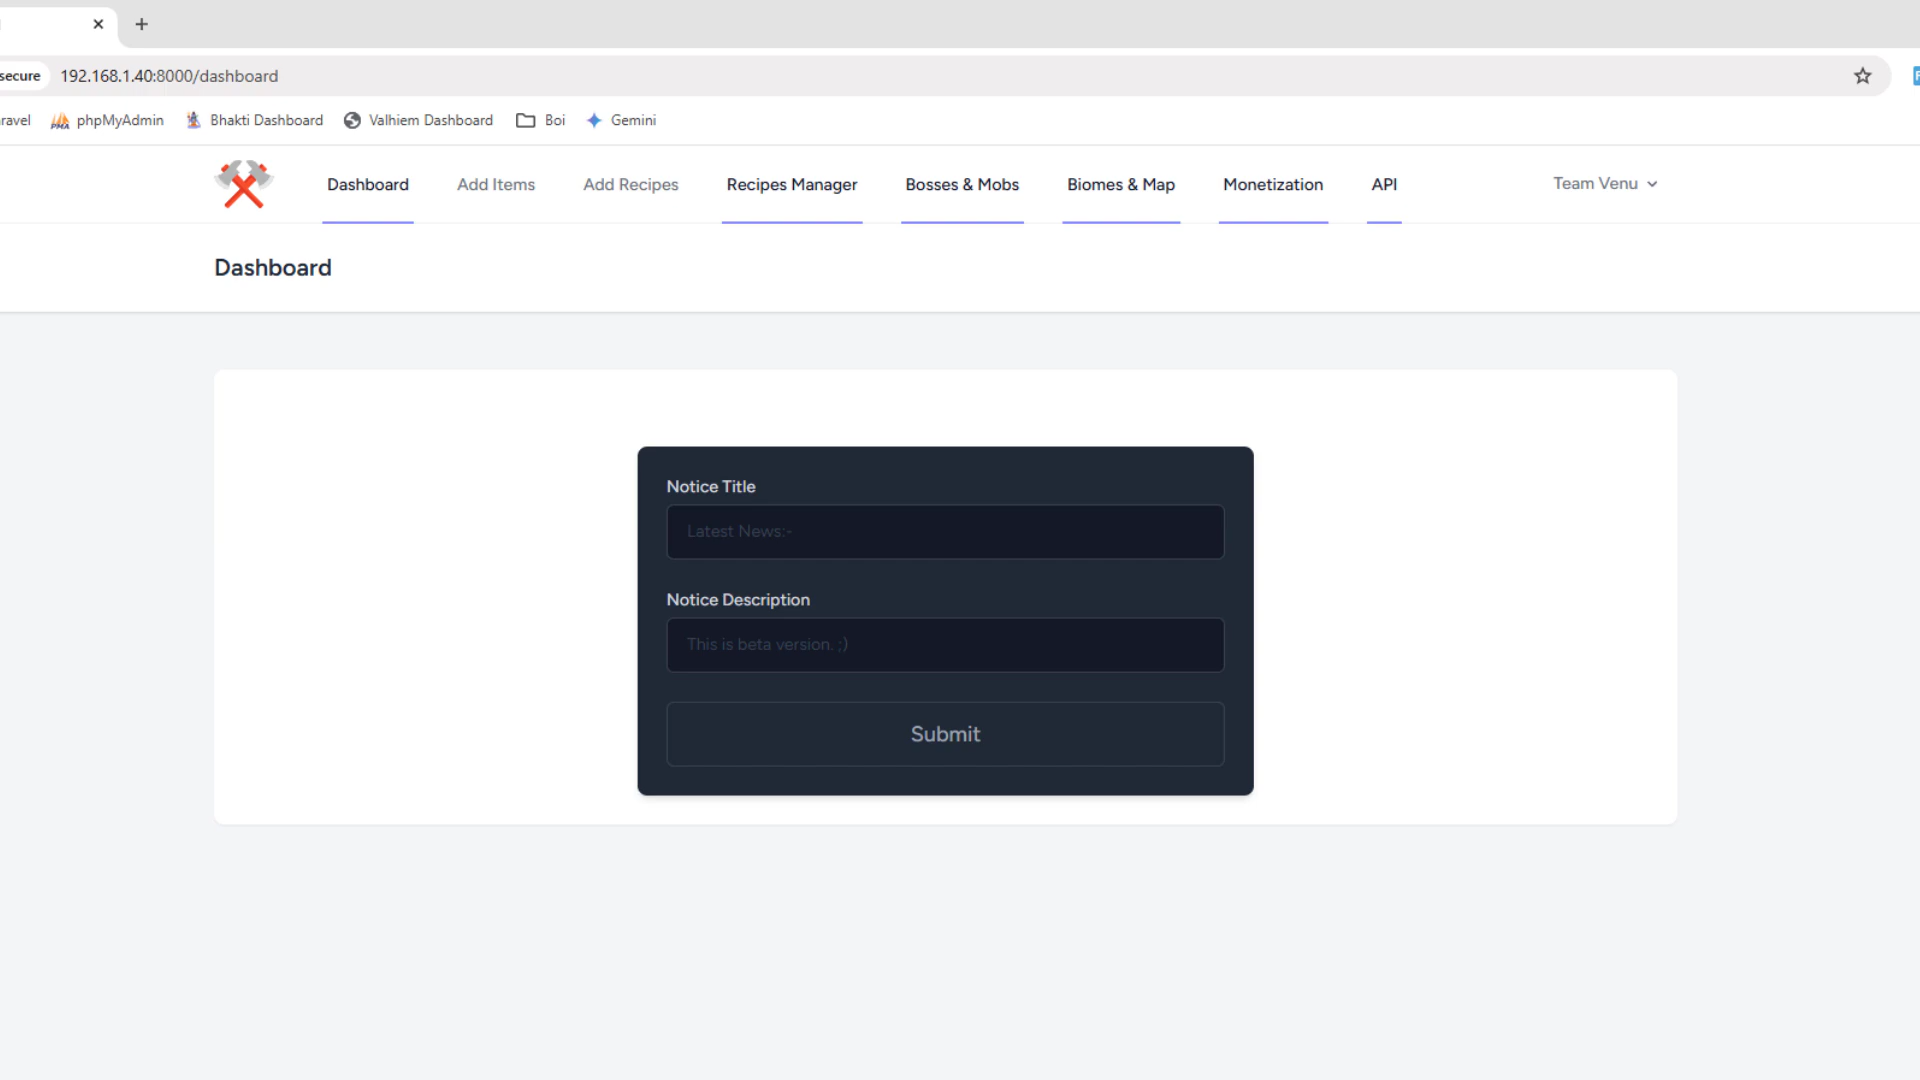 secure 192.168.1.40:8000/dashboard
ravel phpMyAdmin Bhakti Dashboard Valhiem Dashboard Boi Gemini
Dashboard Add Items Add Recipes Recipes Manager Bosses & Mobs Biomes & Map Monetization API Team Venu
Dashboard
Notice Title
Latest News:-
Notice Description
This is beta version. ;)
Submit